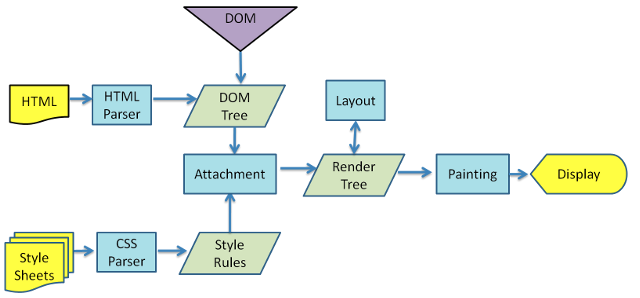 DOM
HTML
HTML
Parser
DOM
Tree
Layout
Attachment
Render
Tree
Painting
Display
Style
Sheets
CSS
Parser
Style
Rules